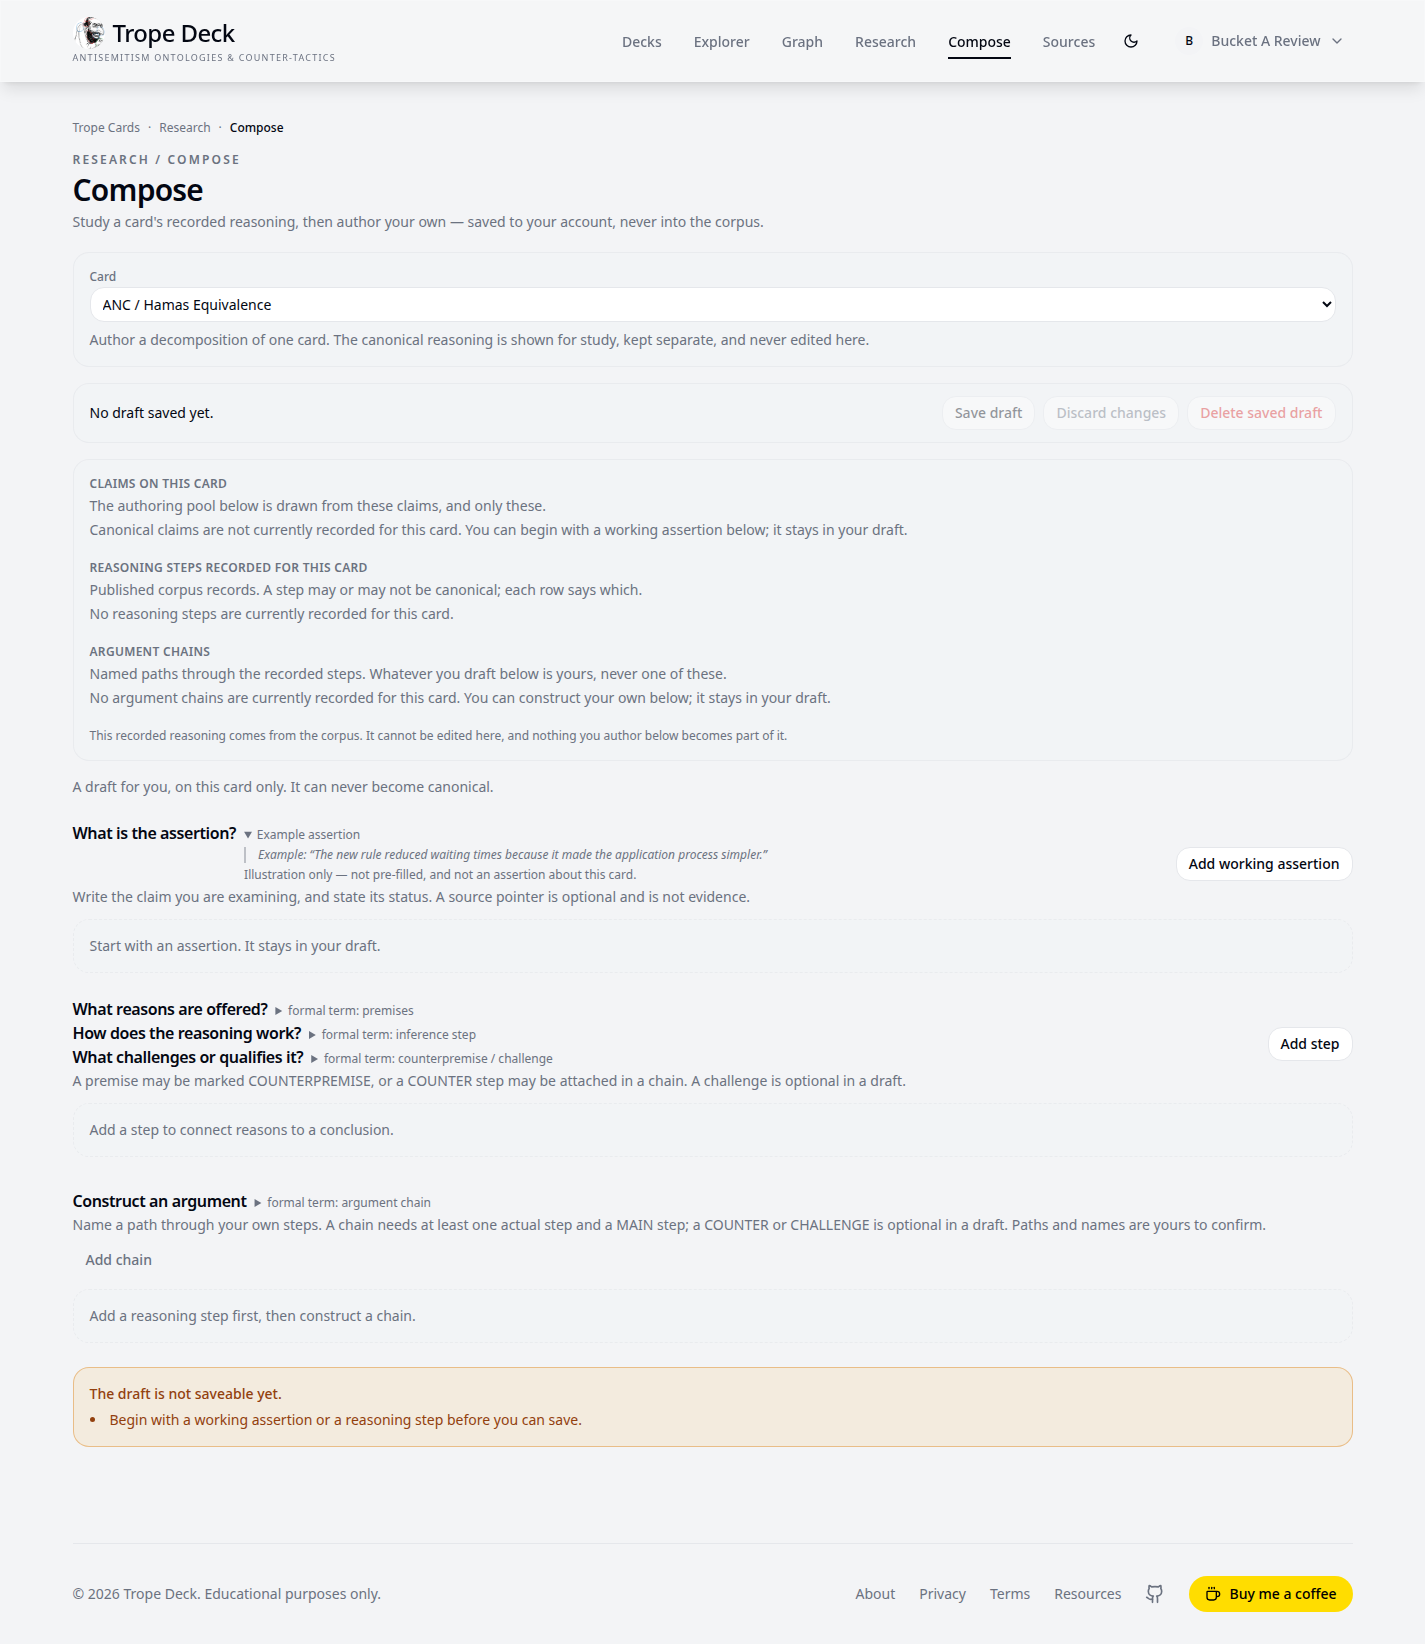 Trope Deck
ANTISEMITISM ONTOLOGIES & COUNTER-TACTICS
Decks
Explorer
Graph
Research
Compose
Sources
B
Bucket A Review
Trope Cards · Research · Compose
RESEARCH / COMPOSE
Compose
Study a card's recorded reasoning, then author your own — saved to your account, never into the corpus.
Card
ANC / Hamas Equivalence
Author a decomposition of one card. The canonical reasoning is shown for study, kept separate, and never edited here.
No draft saved yet.
Save draft
Discard changes
Delete saved draft
CLAIMS ON THIS CARD
The authoring pool below is drawn from these claims, and only these.
Canonical claims are not currently recorded for this card. You can begin with a working assertion below; it stays in your draft.
REASONING STEPS RECORDED FOR THIS CARD
Published corpus records. A step may or may not be canonical; each row says which.
No reasoning steps are currently recorded for this card.
ARGUMENT CHAINS
Named paths through the recorded steps. Whatever you draft below is yours, never one of these.
No argument chains are currently recorded for this card. You can construct your own below; it stays in your draft.
This recorded reasoning comes from the corpus. It cannot be edited here, and nothing you author below becomes part of it.
A draft for you, on this card only. It can never become canonical.
What is the assertion? ▼ Example assertion
Example: “The new rule reduced waiting times because it made the application process simpler.”
Illustration only — not pre-filled, and not an assertion about this card.
Add working assertion
Write the claim you are examining, and state its status. A source pointer is optional and is not evidence.
Start with an assertion. It stays in your draft.
What reasons are offered? ▶ formal term: premises
How does the reasoning work? ▶ formal term: inference step
What challenges or qualifies it? ▶ formal term: counterpremise / challenge
Add step
A premise may be marked COUNTERPREMISE, or a COUNTER step may be attached in a chain. A challenge is optional in a draft.
Add a step to connect reasons to a conclusion.
Construct an argument ▶ formal term: argument chain
Name a path through your own steps. A chain needs at least one actual step and a MAIN step; a COUNTER or CHALLENGE is optional in a draft. Paths and names are yours to confirm.
Add chain
Add a reasoning step first, then construct a chain.
The draft is not saveable yet.
• Begin with a working assertion or a reasoning step before you can save.
© 2026 Trope Deck. Educational purposes only.
About
Privacy
Terms
Resources
Buy me a coffee